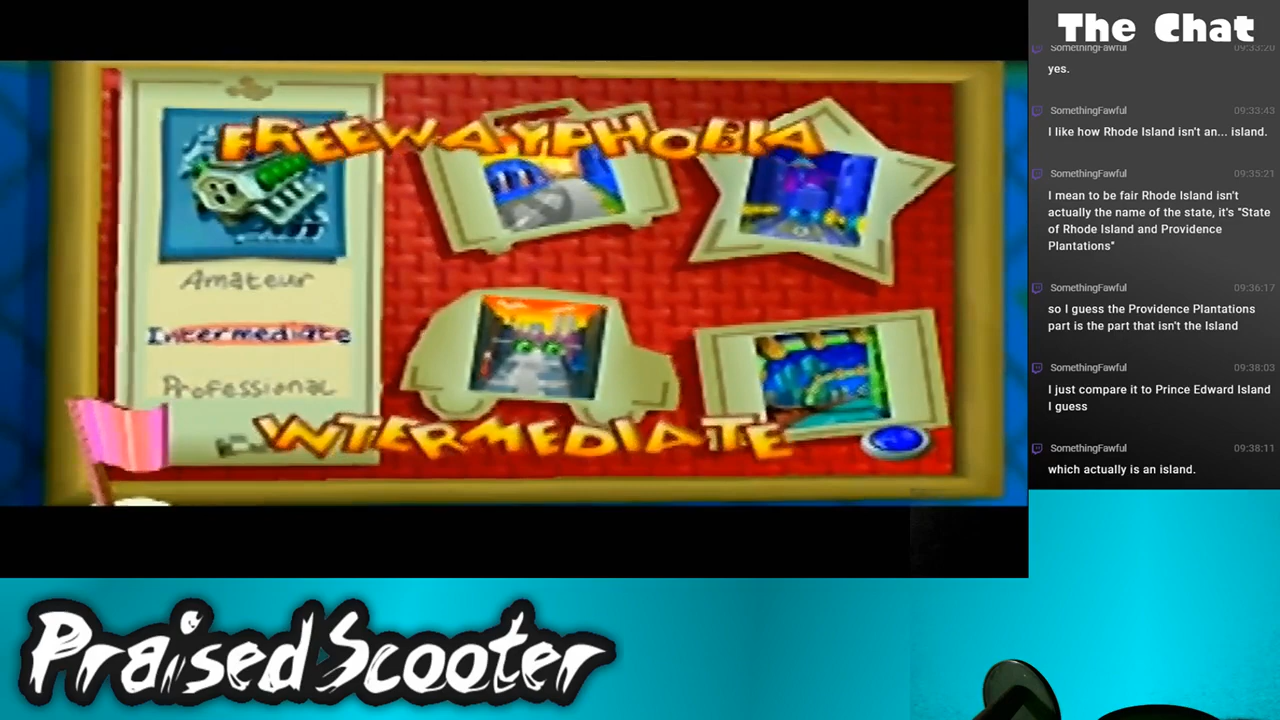 FREEWAYPHOBIA
Amateur
Intermediate
Professional
INTERMEDIATE
The Chat
SomethingFawful 09:33:20
yes.
SomethingFawful 09:33:43
I like how Rhode Island isn't an... island.
SomethingFawful 09:35:21
I mean to be fair Rhode Island isn't
actually the name of the state, it's "State
of Rhode Island and Providence
Plantations"
SomethingFawful 09:36:17
so I guess the Providence Plantations
part is the part that isn't the Island
SomethingFawful 09:38:03
I just compare it to Prince Edward Island
I guess
SomethingFawful 09:38:11
which actually is an island.
PraisedScooter